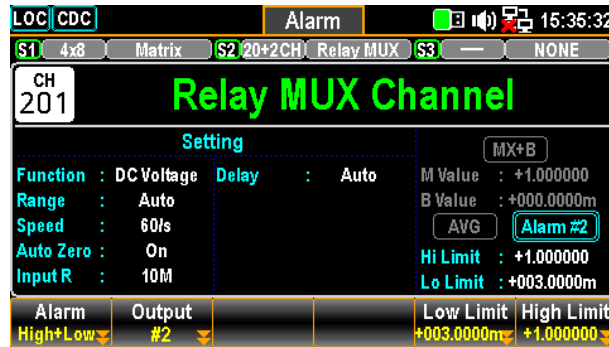 LOC CDC Alarm 15:35:32
S1 4x8 Matrix S2 20+2CH Relay MUX S3 — NONE
CH
201
Relay MUX Channel
Setting
Function : DC Voltage Delay : Auto
Range : Auto
Speed : 60/s
Auto Zero : On
Input R : 10M
MX+B
M Value : +1.000000
B Value : +000.0000m
AVG Alarm #2
Hi Limit : +1.000000
Lo Limit : +003.0000m
Alarm Output Low Limit High Limit
High+Low #2 +003.0000m +1.000000